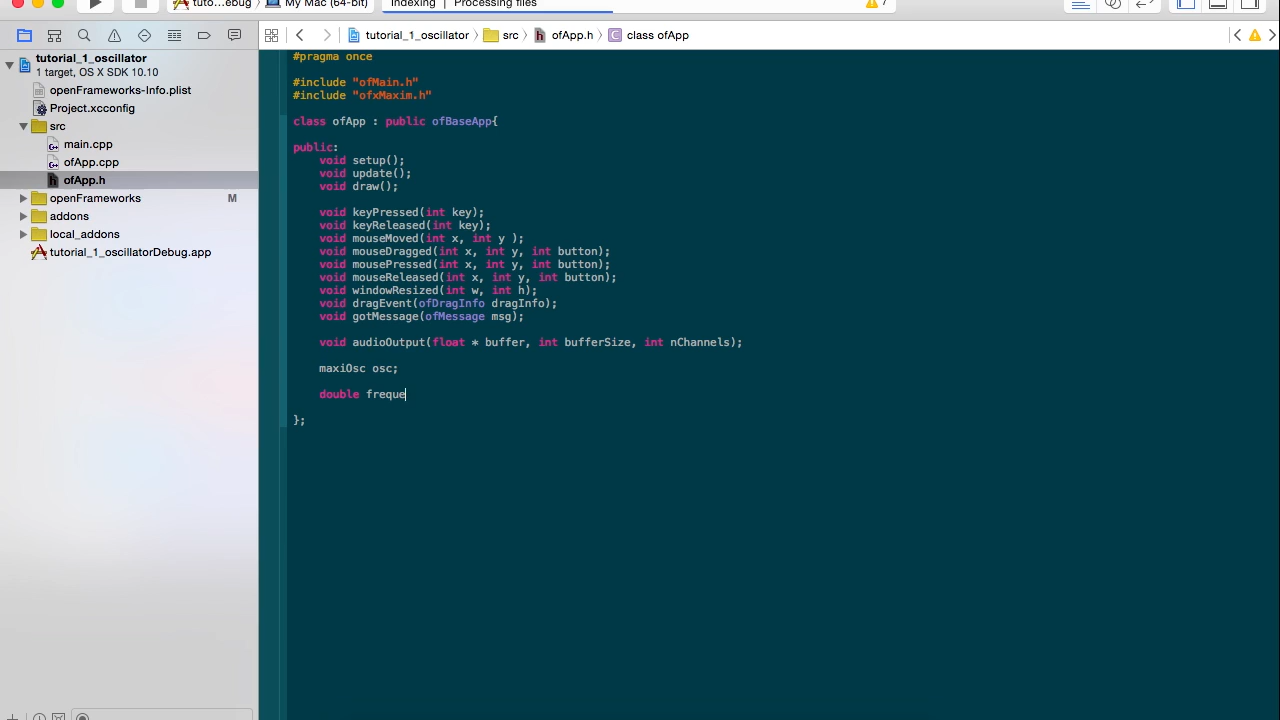 tuto...ebug 〉 My Mac (64-bit)
Indexing | Processing files
7
tutorial_1_oscillator 〉 src 〉 ofApp.h 〉 C class ofApp
tutorial_1_oscillator
1 target, OS X SDK 10.10
openFrameworks-Info.plist
Project.xcconfig
src
main.cpp
ofApp.cpp
h ofApp.h
openFrameworks M
addons
local_addons
tutorial_1_oscillatorDebug.app
#pragma once
#include "ofMain.h"
#include "ofxMaxim.h"
class ofApp : public ofBaseApp{
public:
void setup();
void update();
void draw();
void keyPressed(int key);
void keyReleased(int key);
void mouseMoved(int x, int y );
void mouseDragged(int x, int y, int button);
void mousePressed(int x, int y, int button);
void mouseReleased(int x, int y, int button);
void windowResized(int w, int h);
void dragEvent(ofDragInfo dragInfo);
void gotMessage(ofMessage msg);
void audioOutput(float * buffer, int bufferSize, int nChannels);
maxiOsc osc;
double freque
};